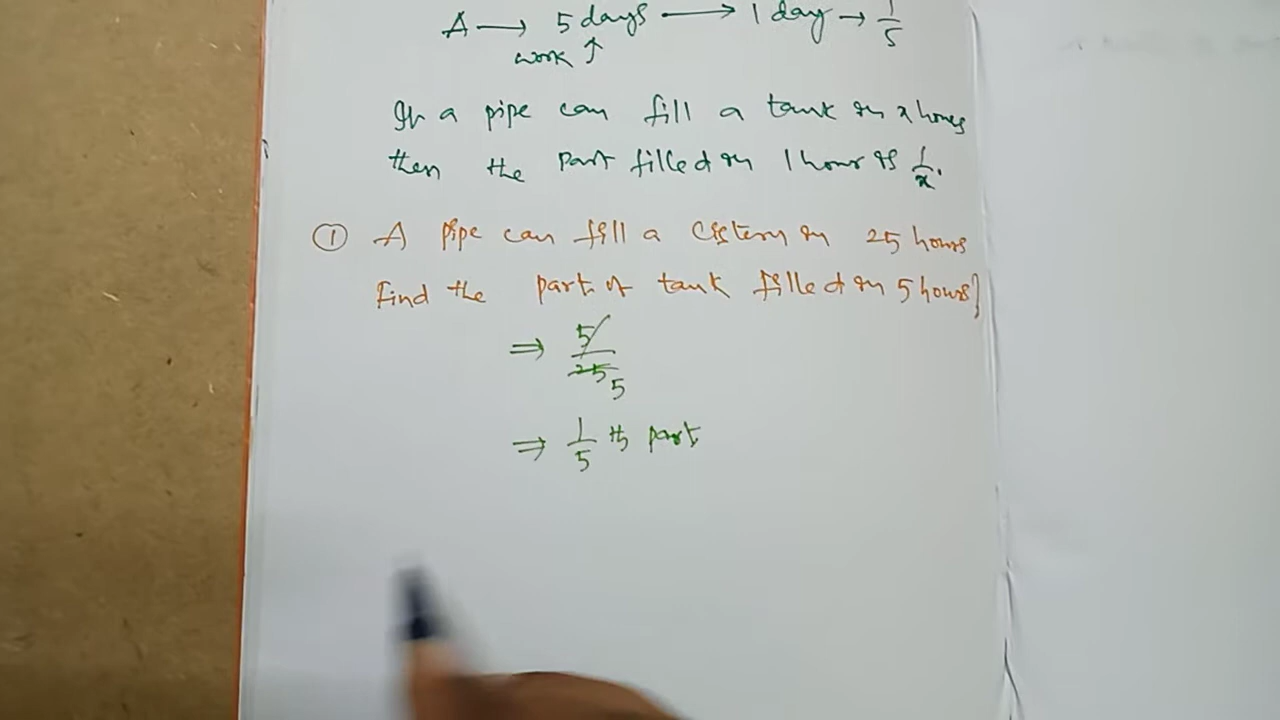 A → 5 days → 1 day → 1/5
work ↑
If a pipe can fill a tank in x hours
then the part filled in 1 hour is 1/x.
① A pipe can fill a cistern in 25 hours
find the part of tank filled in 5 hours?
⇒ 5/25 5
⇒ 1/5 th part